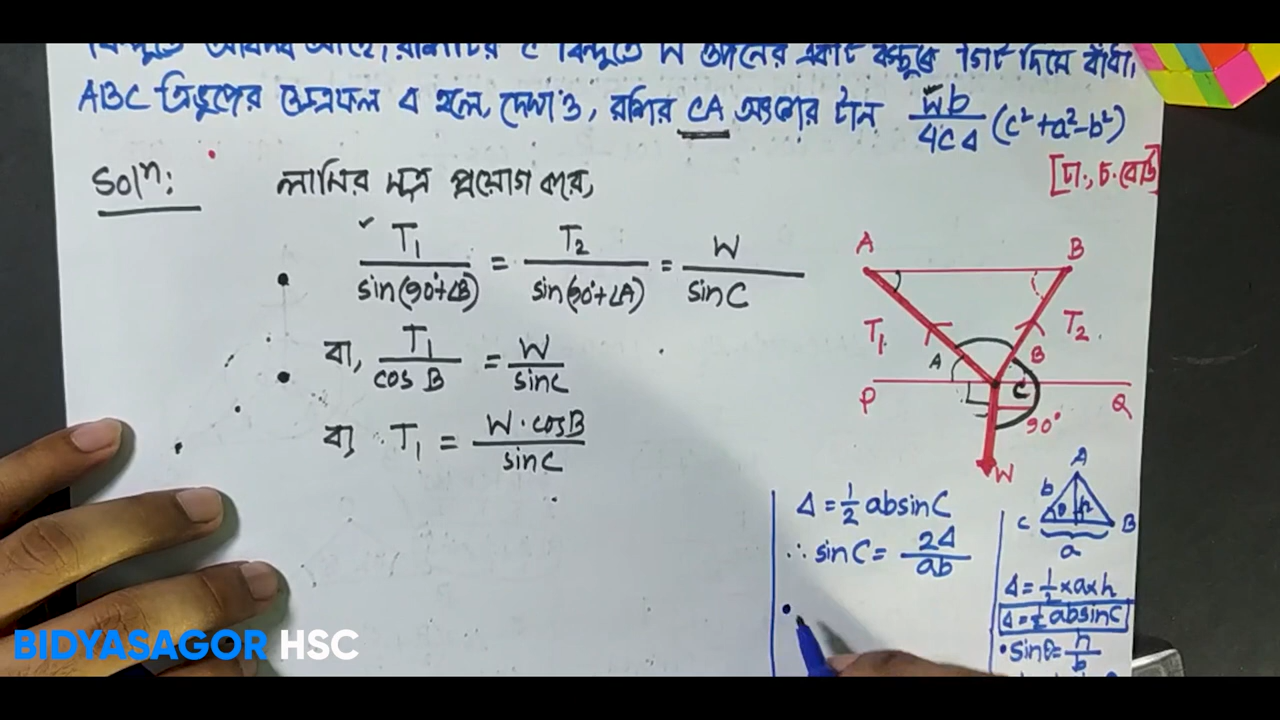 ABC ত্রিভুজের ক্ষেত্রফল Δ হলে, দেখাও, রশির CA অংশের টান Wb/4cΔ (c²+a²-b²)
[ঢা., চ. বোর্ড]
Solⁿ: লামির সূত্র প্রয়োগ করে,
T₁/sin(90°+∠B) = T₂/sin(90°+∠A) = W/sinC
বা, T₁/cos B = W/sinC
বা, T₁ = W·cosB/sinC
A B
T₁ T₂
A B
P C Q
90°
W
Δ = ½ absinC
∴ sinC = 2Δ/ab
A
b θ h
C B
a
Δ = ½ × a × h
Δ = ½ absinC
• sinθ = h/b
BIDYASAGOR HSC